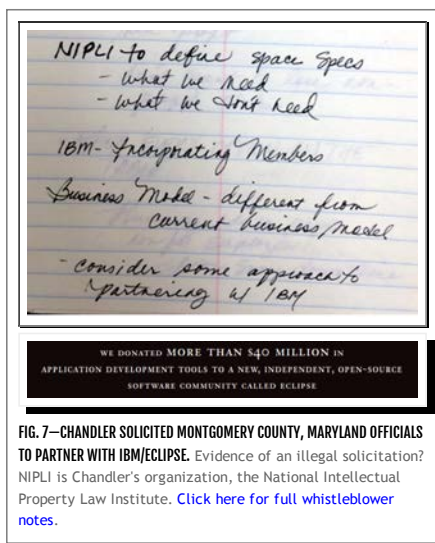 NIPLI to define space Specs
- what we need
- what we don't need
IBM - Incorporating Members
Business Model - different from
current business model
- consider some approach to
partnering w/ IBM
WE DONATED MORE THAN $40 MILLION IN
APPLICATION DEVELOPMENT TOOLS TO A NEW, INDEPENDENT, OPEN-SOURCE
SOFTWARE COMMUNITY CALLED ECLIPSE
FIG. 7—CHANDLER SOLICITED MONTGOMERY COUNTY, MARYLAND OFFICIALS
TO PARTNER WITH IBM/ECLIPSE. Evidence of an illegal solicitation?
NIPLI is Chandler's organization, the National Intellectual
Property Law Institute. Click here for full whistleblower
notes.